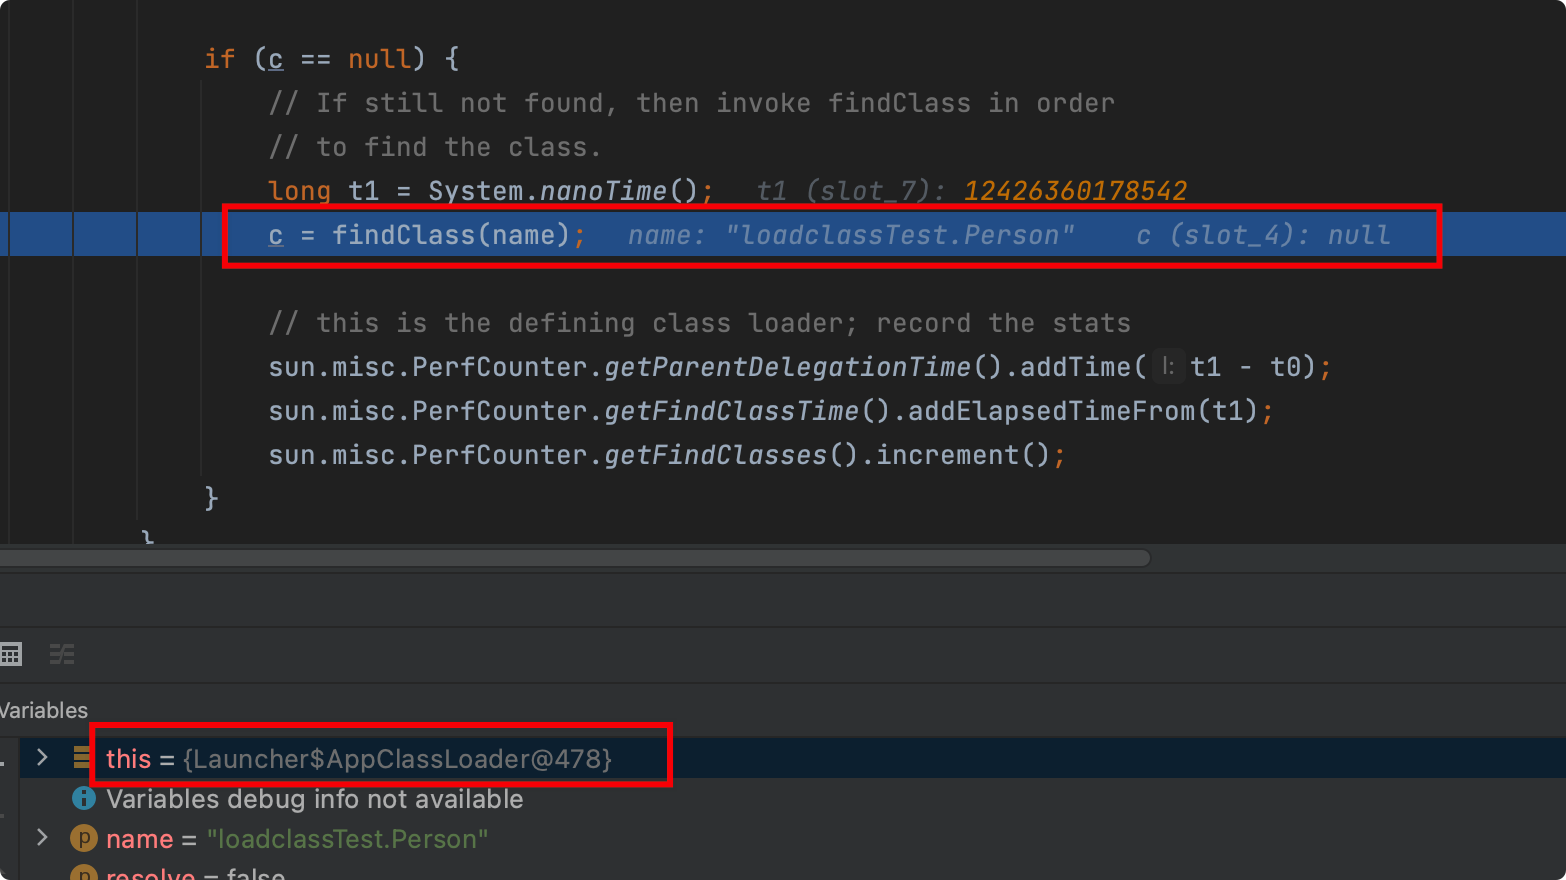 if (c == null) {
// If still not found, then invoke findClass in order
// to find the class.
long t1 = System.nanoTime(); t1 (slot_7): 12426360178542
c = findClass(name); name: "loadclassTest.Person" c (slot_4): null
// this is the defining class loader; record the stats
sun.misc.PerfCounter.getParentDelegationTime().addTime( l: t1 - t0);
sun.misc.PerfCounter.getFindClassTime().addElapsedTimeFrom(t1);
sun.misc.PerfCounter.getFindClasses().increment();
}
}
Variables
this = {Launcher$AppClassLoader@478}
Variables debug info not available
p name = "loadclassTest.Person"
p resolve = false